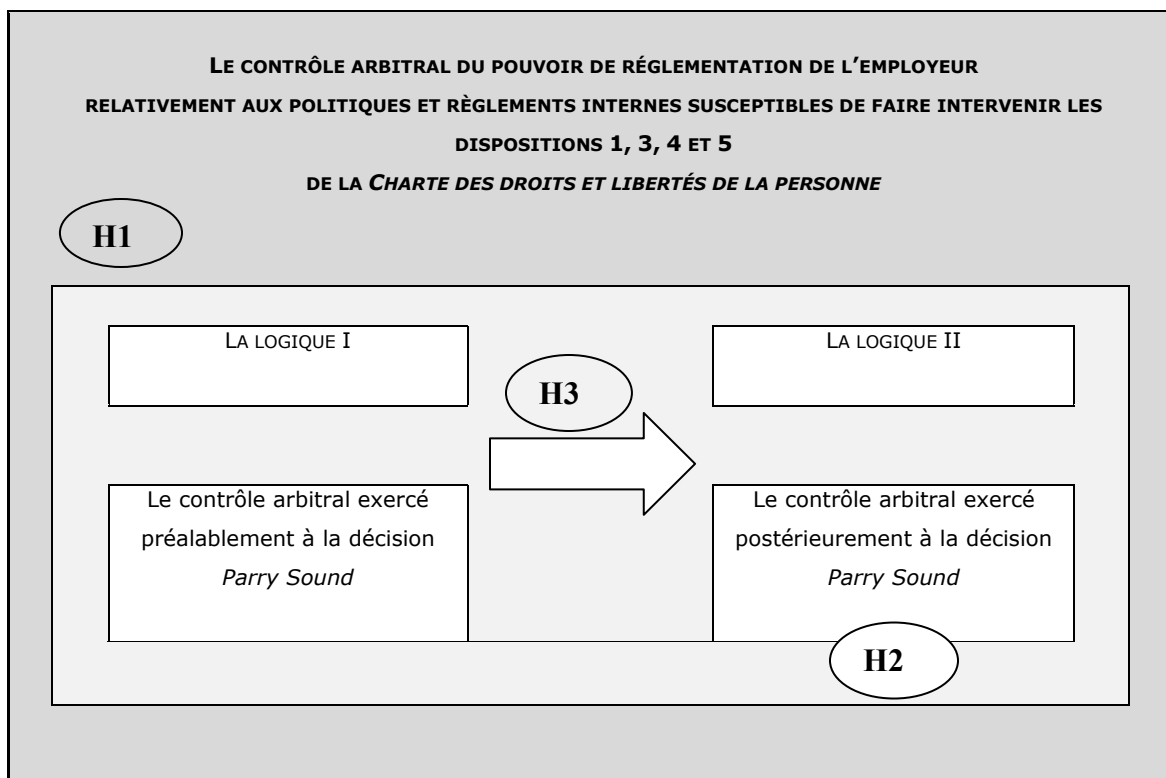 LE CONTRÔLE ARBITRAL DU POUVOIR DE RÉGLEMENTATION DE L’EMPLOYEUR
RELATIVEMENT AUX POLITIQUES ET RÈGLEMENTS INTERNES SUSCEPTIBLES DE FAIRE INTERVENIR LES
DISPOSITIONS 1, 3, 4 ET 5
DE LA CHARTE DES DROITS ET LIBERTÉS DE LA PERSONNE
H1
LA LOGIQUE I
LA LOGIQUE II
H3
Le contrôle arbitral exercé
préalablement à la décision
Parry Sound
Le contrôle arbitral exercé
postérieurement à la décision
Parry Sound
H2